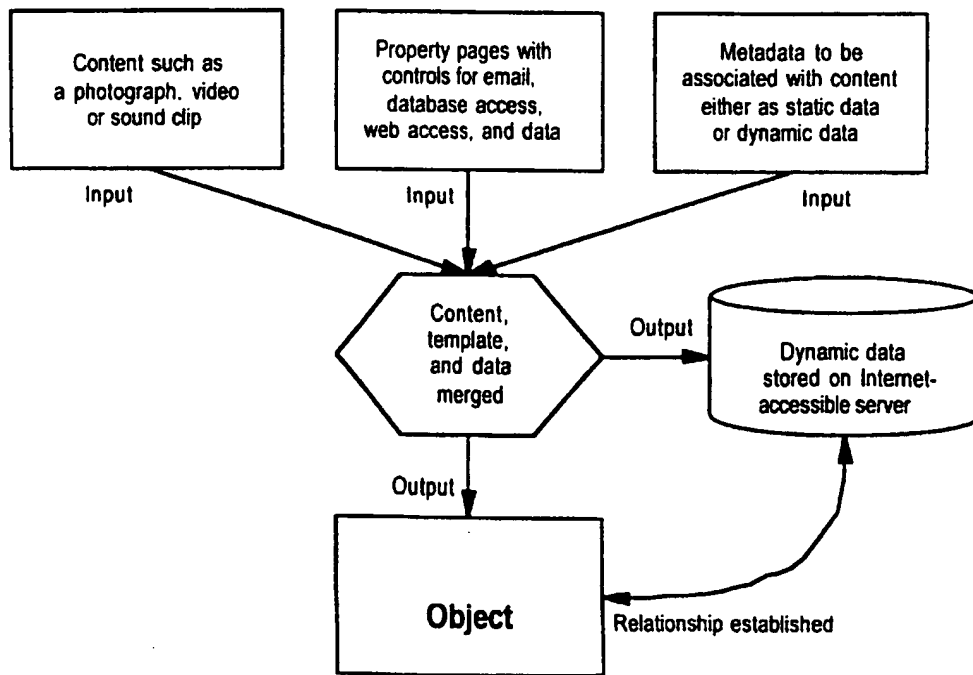 Content such as
a photograph, video
or sound clip
Property pages with
controls for email,
database access,
web access, and data
Metadata to be
associated with content
either as static data
or dynamic data
Input
Input
Input
Content,
template,
and data
merged
Output
Dynamic data
stored on Internet-
accessible server
Output
Object
Relationship established